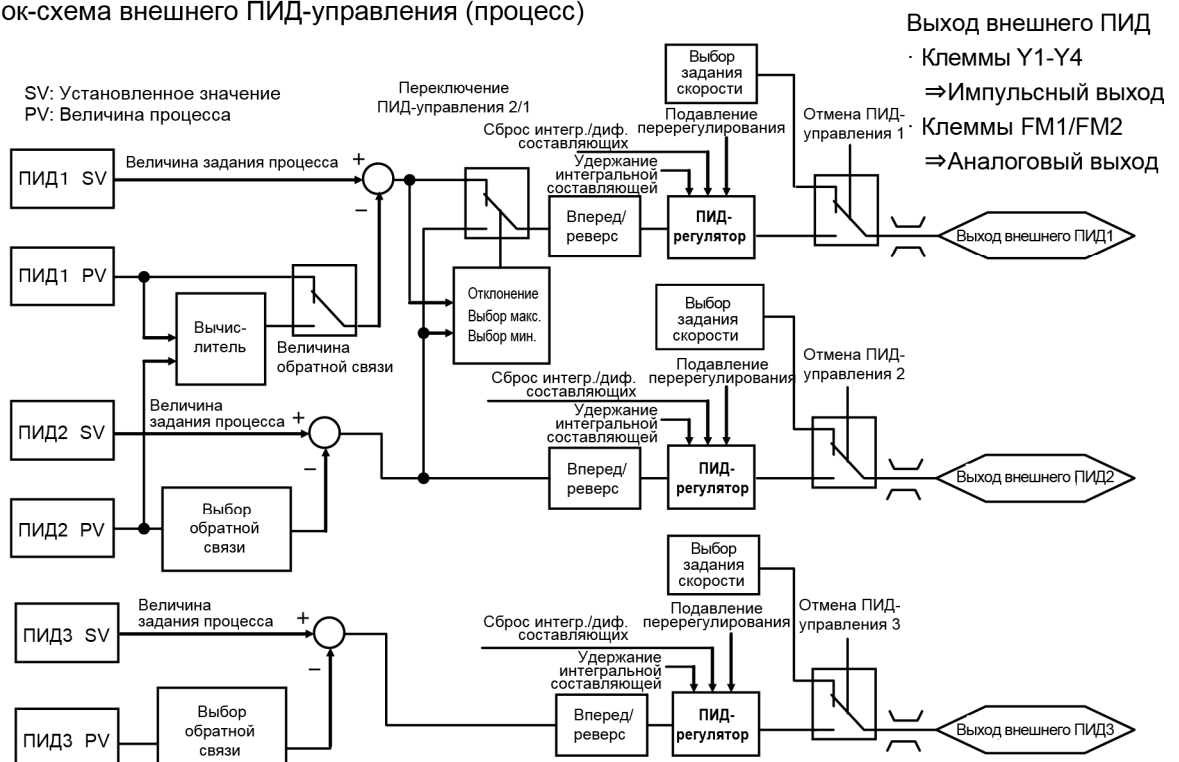 ок-схема внешнего ПИД-управления (процесс)
Выход внешнего ПИД
· Клеммы Y1-Y4
⇒Импульсный выход
· Клеммы FM1/FM2
⇒Аналоговый выход
SV: Установленное значение
PV: Величина процесса
Переключение
ПИД-управления 2/1
Выбор
задания
скорости
Подавление
перерегулирования
Отмена ПИД-
управления 1
Сброс интегр./диф.
составляющих
Удержание
интегральной
составляющей
ПИД1 SV
Величина задания процесса
+
–
Вперед/
реверс
ПИД-
регулятор
Выход внешнего ПИД1
ПИД1 PV
Вычис-
литель
Величина
обратной связи
Отклонение
Выбор макс.
Выбор мин.
Выбор
задания
скорости
Подавление
перерегулирования
Отмена ПИД-
управления 2
Сброс интегр./диф.
составляющих
Удержание
интегральной
составляющей
ПИД2 SV
Величина
задания процесса
+
–
Вперед/
реверс
ПИД-
регулятор
Выход внешнего ПИД2
ПИД2 PV
Выбор
обратной
связи
Выбор
задания
скорости
Подавление
перерегулирования
Отмена ПИД-
управления 3
Сброс интегр./диф.
составляющих
Удержание
интегральной
составляющей
ПИД3 SV
Величина
задания процесса
+
–
Вперед/
реверс
ПИД-
регулятор
Выход внешнего ПИД3
ПИД3 PV
Выбор
обратной
связи